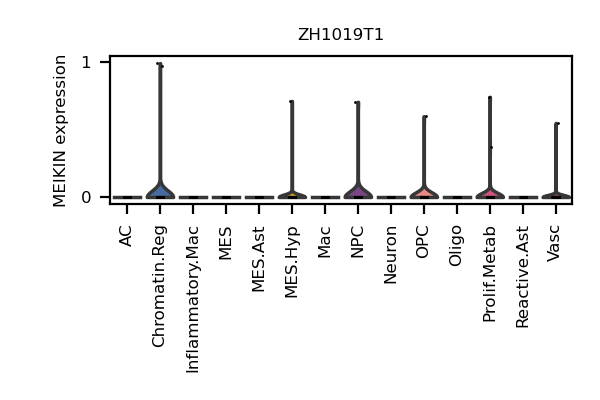 ZH1019T1
MEIKIN expression
1
0
AC
Chromatin.Reg
Inflammatory.Mac
MES
MES.Ast
MES.Hyp
Mac
NPC
Neuron
OPC
Oligo
Prolif.Metab
Reactive.Ast
Vasc